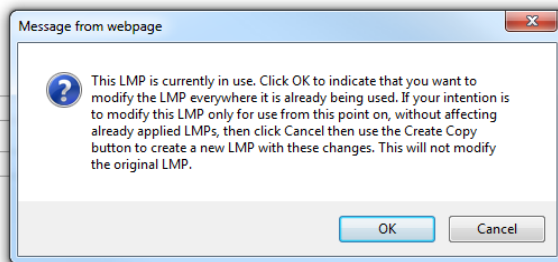 Message from webpage
This LMP is currently in use. Click OK to indicate that you want to
modify the LMP everywhere it is already being used. If your intention is
to modify this LMP only for use from this point on, without affecting
already applied LMPs, then click Cancel then use the Create Copy
button to create a new LMP with these changes. This will not modify
the original LMP.
OK
Cancel